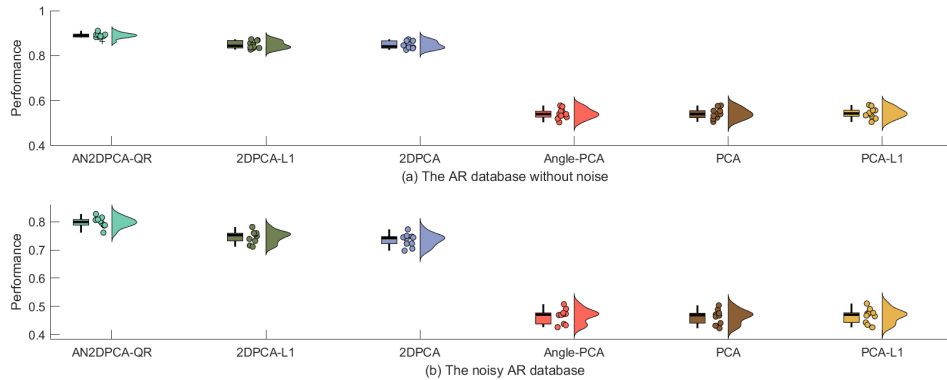 1
0.8
0.6
0.4
Performance
AN2DPCA-QR 2DPCA-L1 2DPCA Angle-PCA PCA PCA-L1
(a) The AR database without noise
0.8
0.7
0.6
0.5
0.4
Performance
AN2DPCA-QR 2DPCA-L1 2DPCA Angle-PCA PCA PCA-L1
(b) The noisy AR database